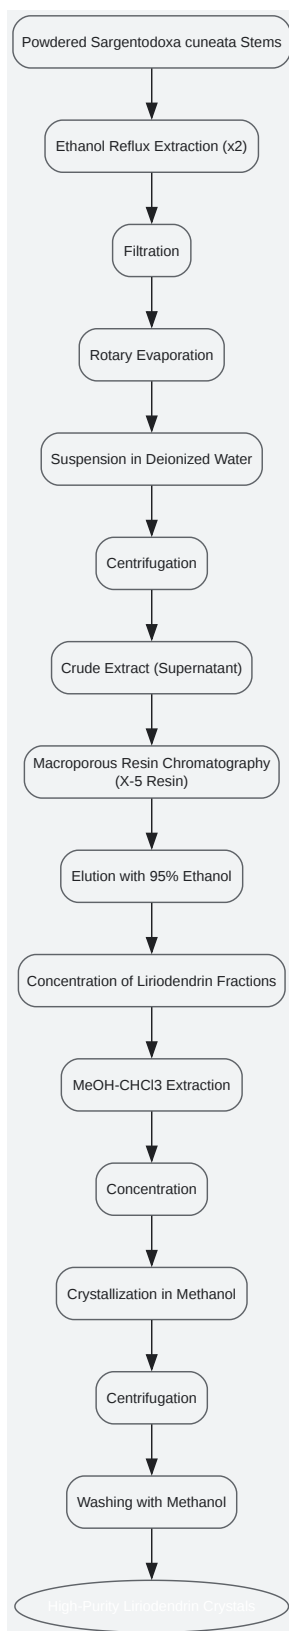 Powdered Sargentodoxa cuneata Stems
Ethanol Reflux Extraction (x2)
Filtration
Rotary Evaporation
Suspension in Deionized Water
Centrifugation
Crude Extract (Supernatant)
Macroporous Resin Chromatography
(X-5 Resin)
Elution with 95% Ethanol
Concentration of Liriodendrin Fractions
MeOH-CHCl3 Extraction
Concentration
Crystallization in Methanol
Centrifugation
Washing with Methanol
High-Purity Liriodendrin Crystals